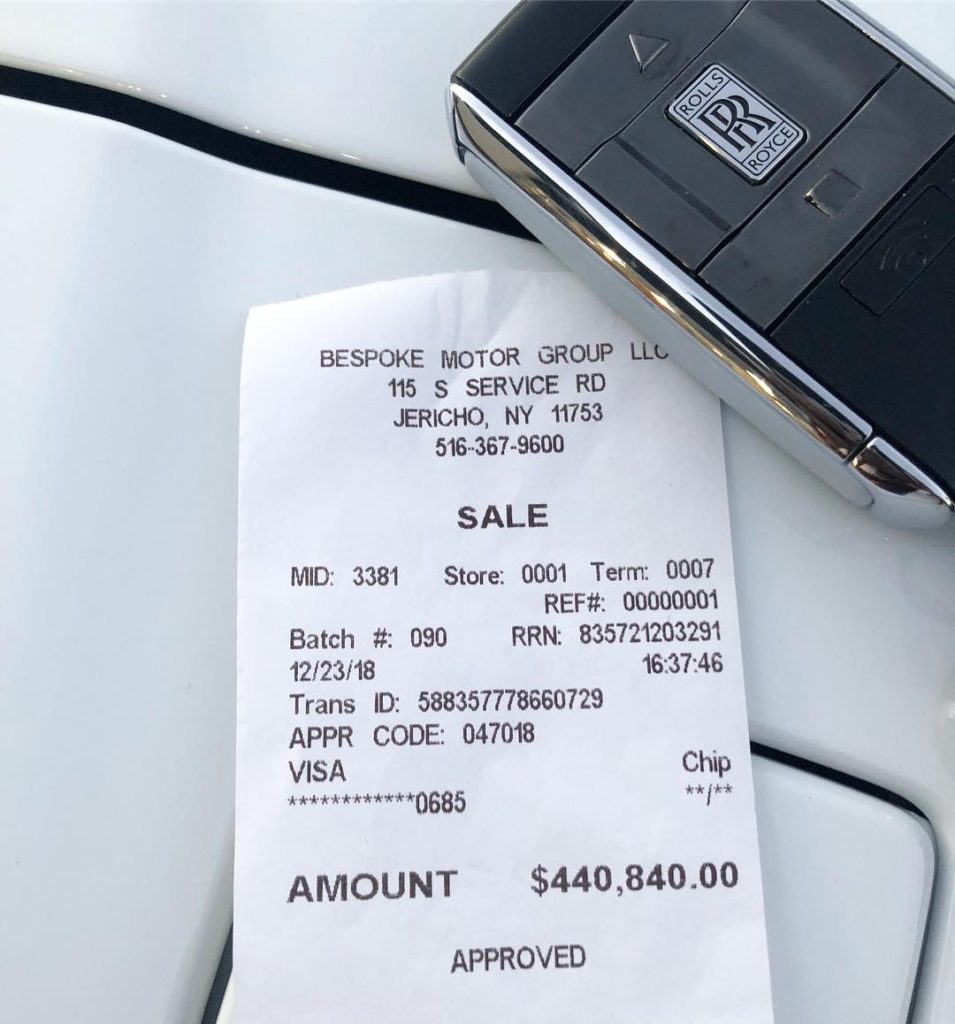 ROLLS
RR
ROYCE
BESPOKE MOTOR GROUP LLC
115 S SERVICE RD
JERICHO, NY 11753
516-367-9600
SALE
MID: 3381 Store: 0001 Term: 0007
REF#: 00000001
Batch #: 090 RRN: 835721203291
12/23/18 16:37:46
Trans ID: 588357778660729
APPR CODE: 047018
VISA Chip
************0685 **/**
AMOUNT $440,840.00
APPROVED